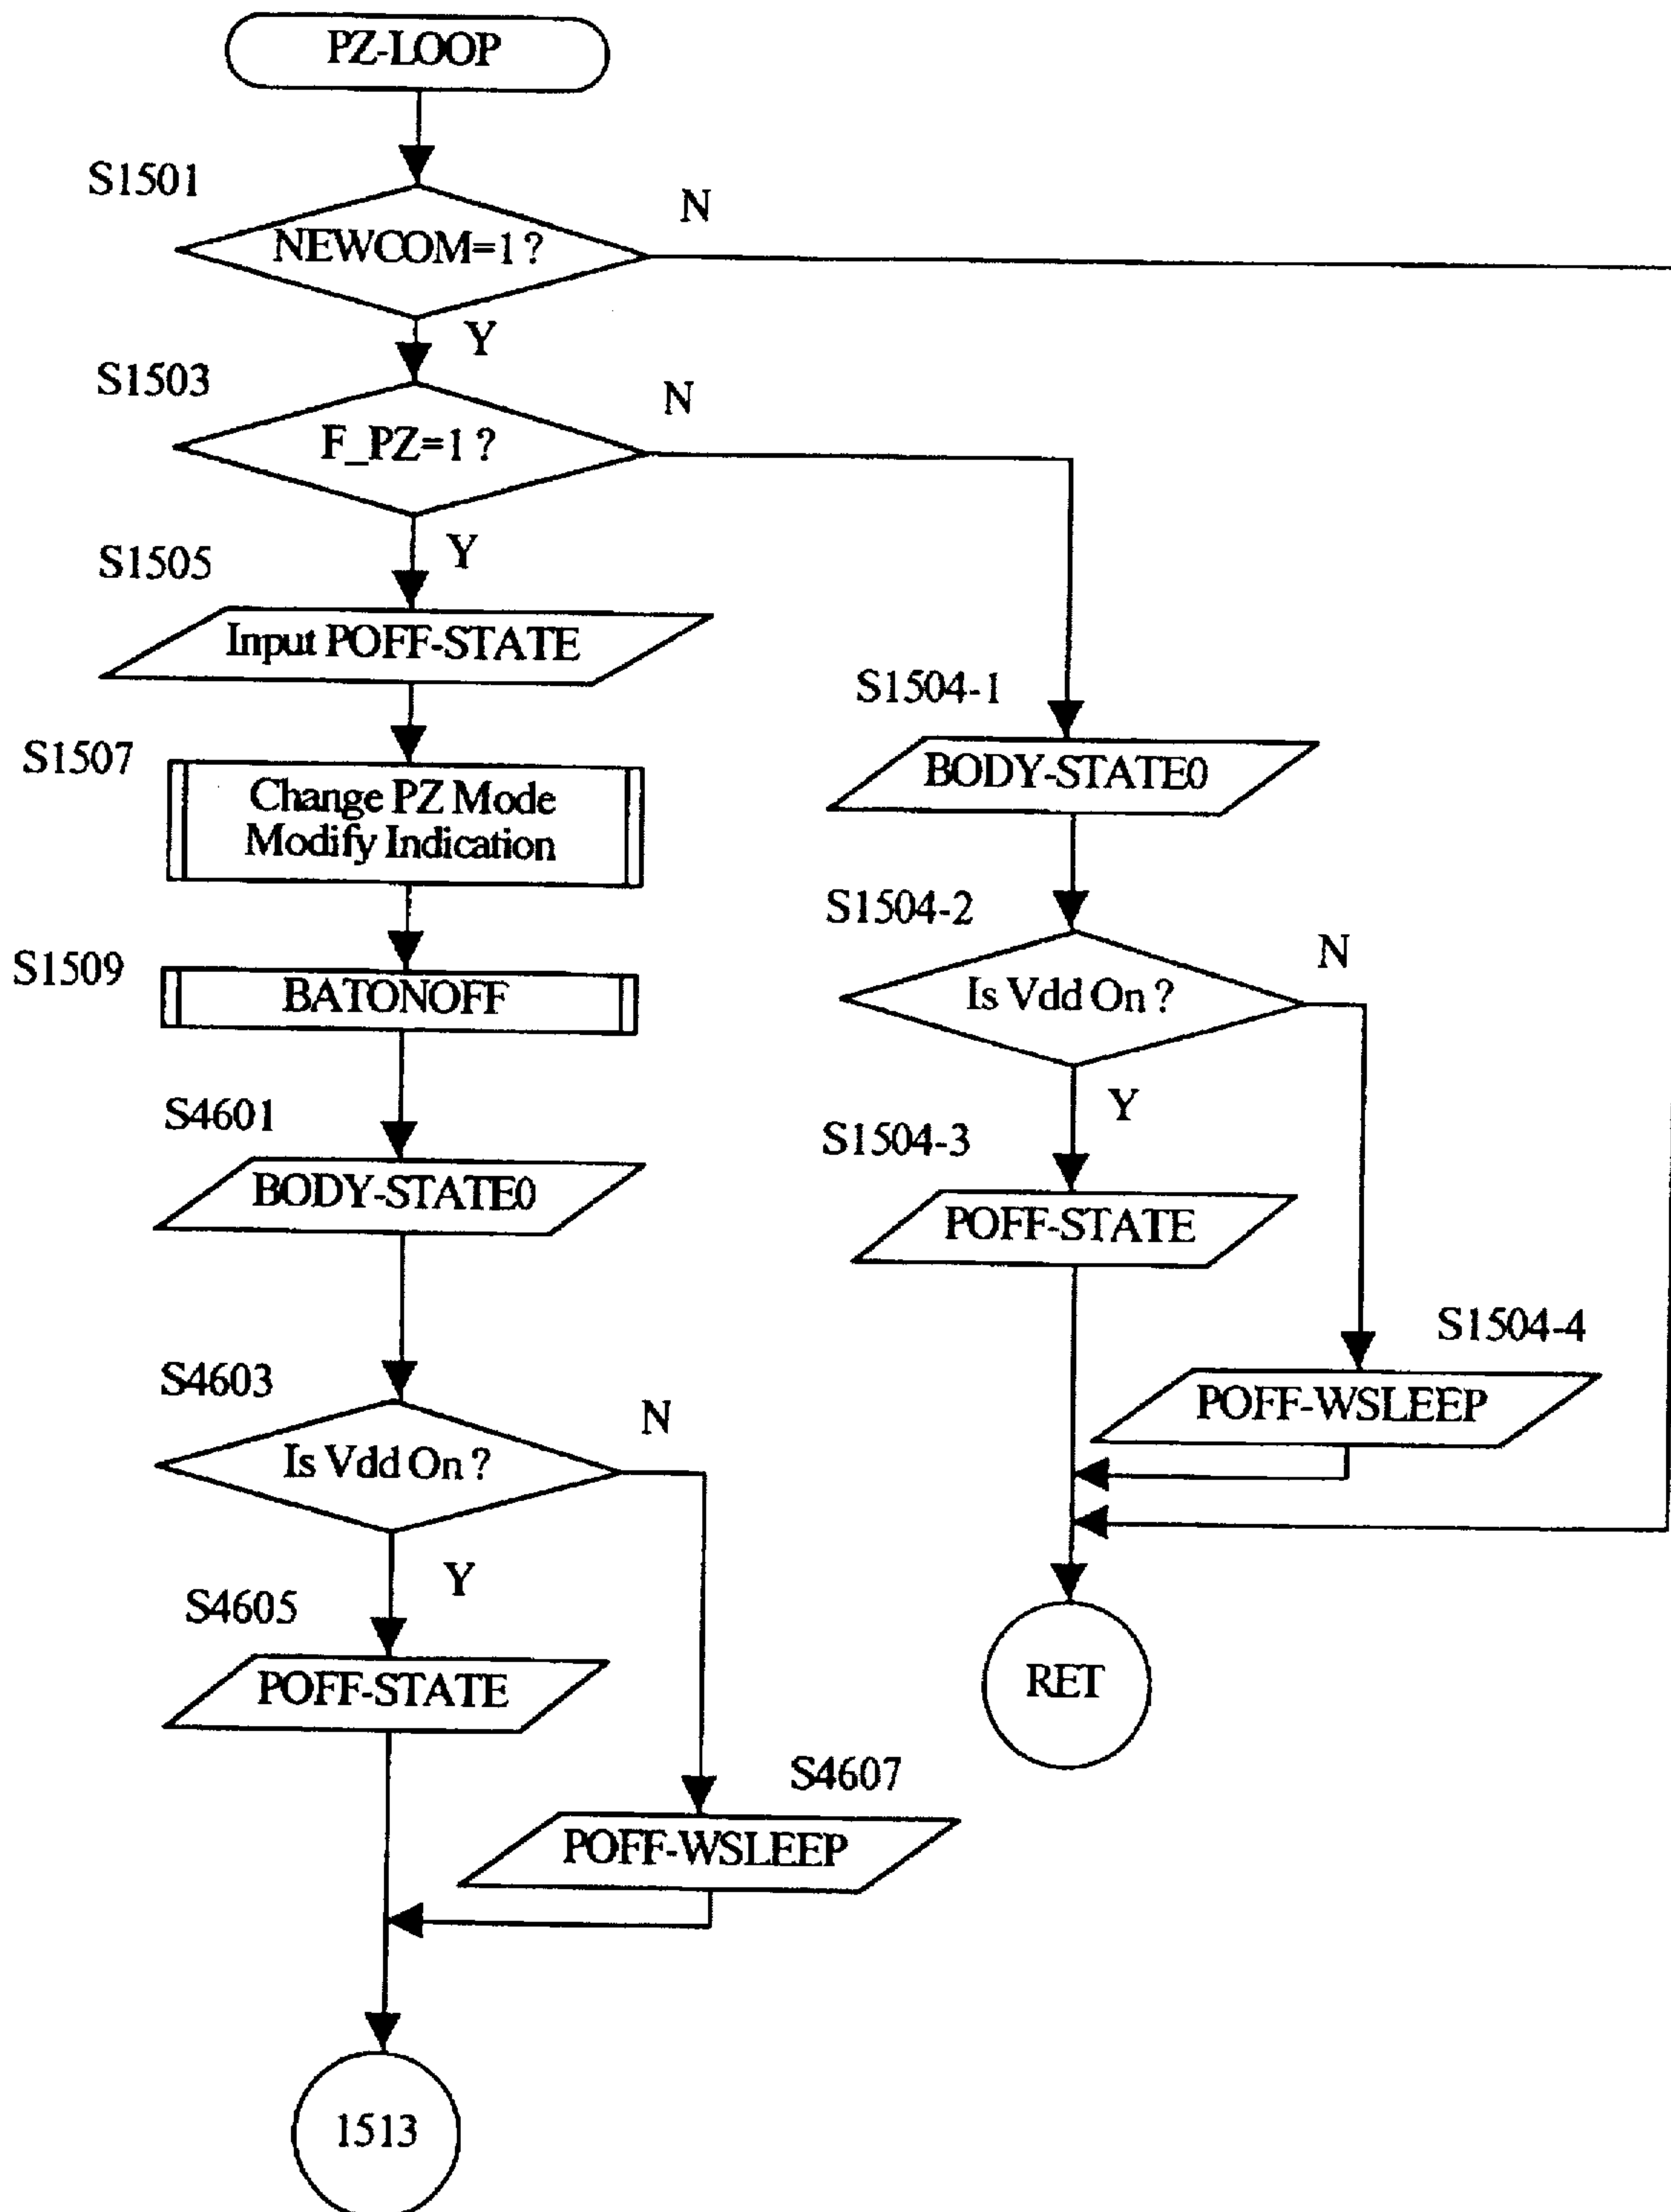 PZ-LOOP
S1501
NEWCOM=1 ?
N
Y
S1503
F_PZ=1 ?
N
Y
S1505
Input POFF-STATE
S1507
Change PZ Mode
Modify Indication
S1509
BATONOFF
S4601
BODY-STATE0
S4603
Is Vdd On ?
N
Y
S4605
POFF-STATE
S4607
POFF-WSLEEP
1513
S1504-1
BODY-STATE0
S1504-2
Is Vdd On ?
N
Y
S1504-3
POFF-STATE
S1504-4
POFF-WSLEEP
RET